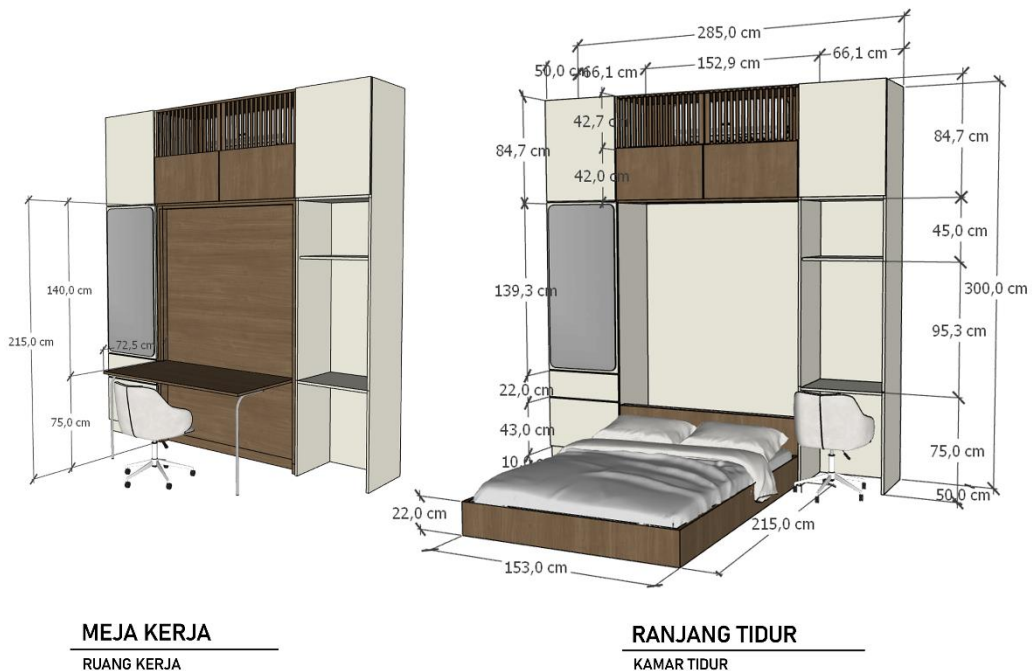 140,0 cm
215,0 cm
72,5 cm
75,0 cm
MEJA KERJA
RUANG KERJA
285,0 cm
50,0 cm
66,1 cm
152,9 cm
66,1 cm
42,7 cm
84,7 cm
42,0 cm
84,7 cm
45,0 cm
139,3 cm
300,0 cm
95,3 cm
22,0 cm
43,0 cm
75,0 cm
50,0 cm
22,0 cm
215,0 cm
153,0 cm
RANJANG TIDUR
KAMAR TIDUR